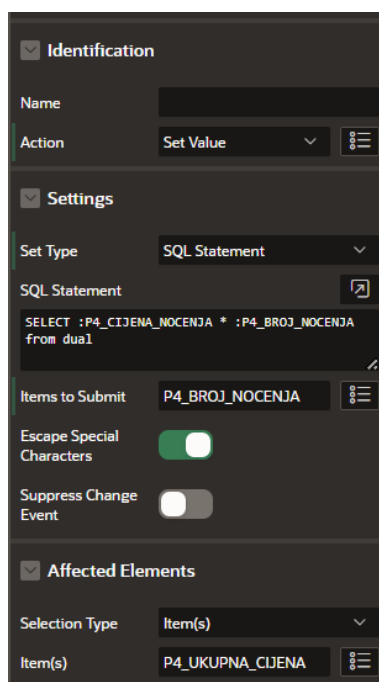 Identification
Name
Action Set Value
Settings
Set Type SQL Statement
SQL Statement
SELECT :P4_CIJENA_NOCENJA * :P4_BROJ_NOCENJA
from dual
Items to Submit P4_BROJ_NOCENJA
Escape Special
Characters
Suppress Change
Event
Affected Elements
Selection Type Item(s)
Item(s) P4_UKUPNA_CIJENA